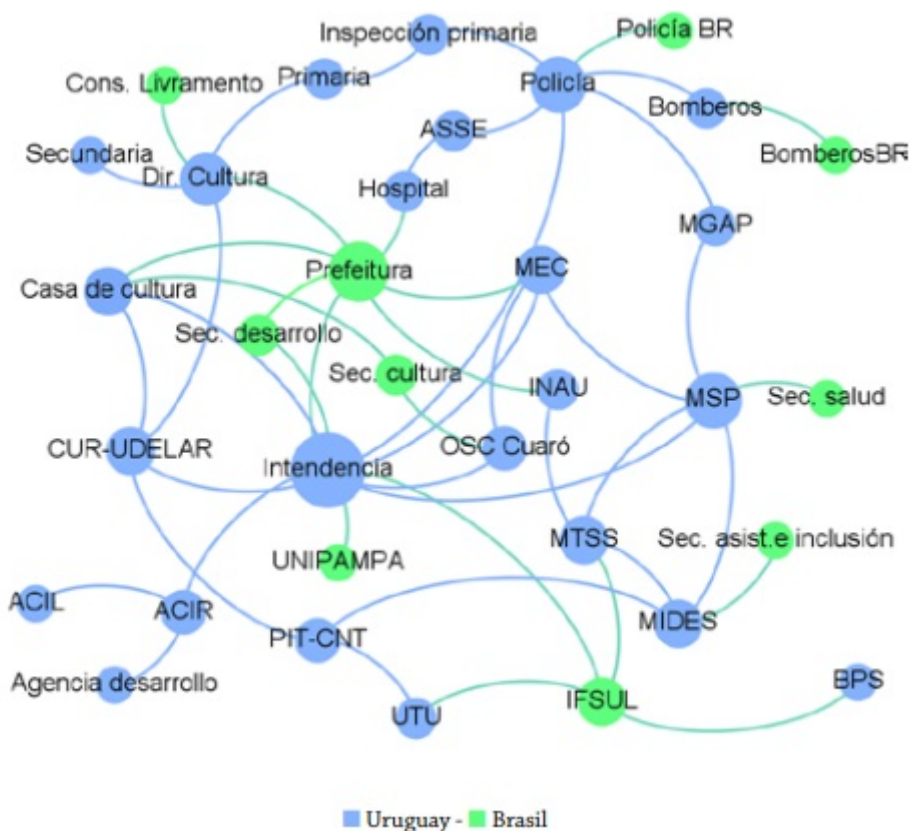 Inspección primaria
Policía BR
Cons. Livramento
Primaria
Policía
Bomberos
Secundaria
ASSE
BomberosBR
Dir. Cultura
Hospital
MGAP
Prefeitura
MEC
Casa de cultura
Sec. desarrollo
Sec. cultura
INAU
MSP
Sec. salud
CUR-UDELAR
Intendencia
OSC Cuaró
UNIPAMPA
MTSS
Sec. asist.e inclusión
ACIL
ACIR
PIT-CNT
MIDES
Agencia desarrollo
UTU
IFSUL
BPS
Uruguay - Brasil